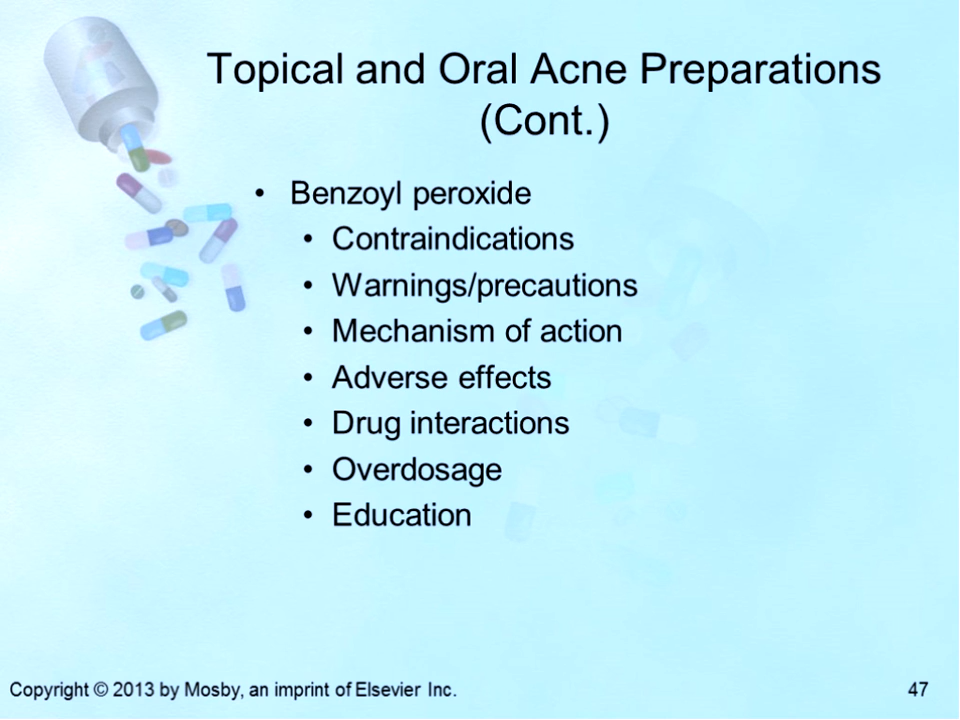 Topical and Oral Acne Preparations
(Cont.)
• Benzoyl peroxide
• Contraindications
• Warnings/precautions
• Mechanism of action
• Adverse effects
• Drug interactions
• Overdosage
• Education
Copyright © 2013 by Mosby, an imprint of Elsevier Inc.
47